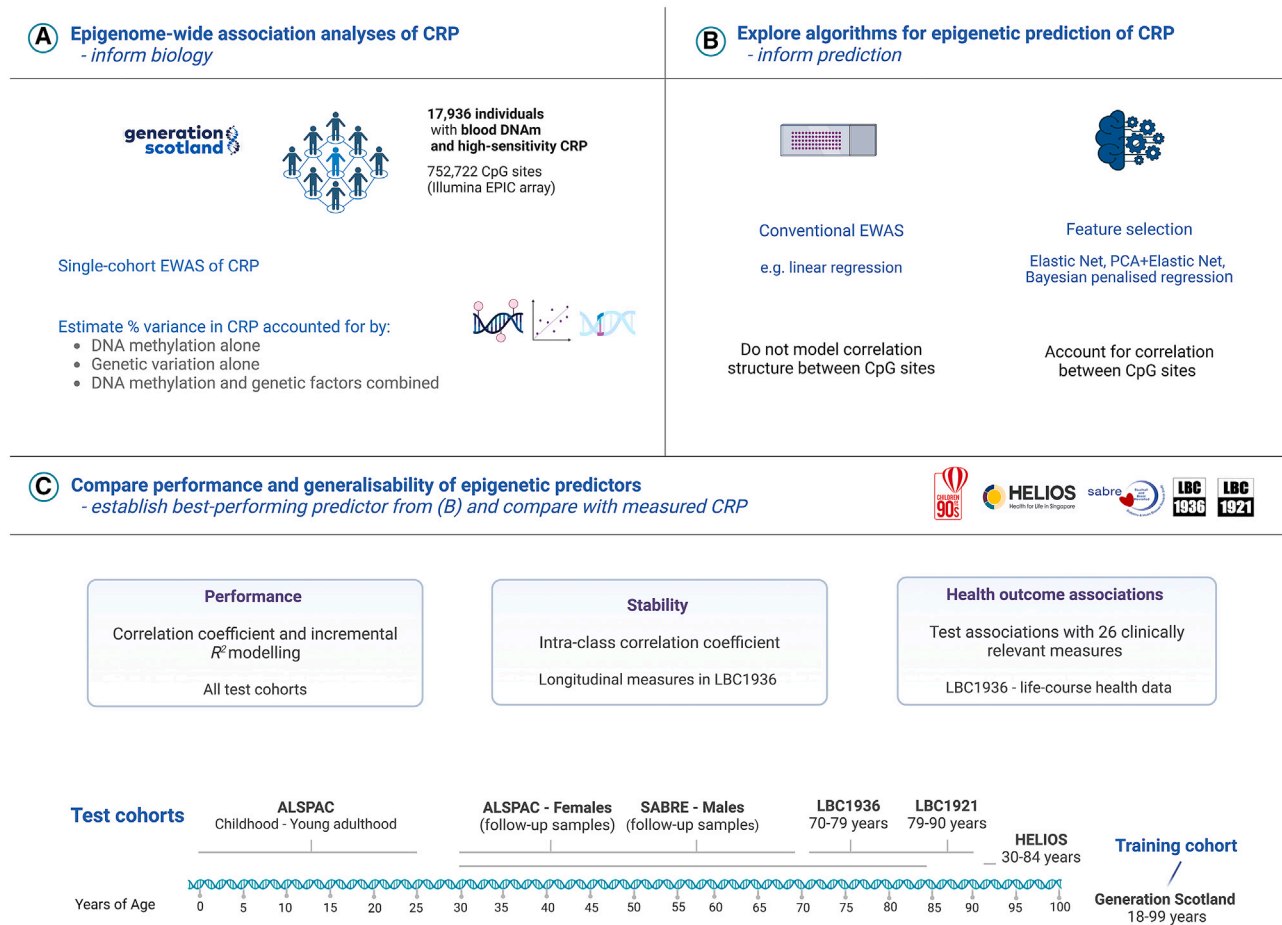 A
Epigenome-wide association analyses of CRP
- inform biology
generation
scotland
17,936 individuals
with blood DNAm
and high-sensitivity CRP
752,722 CpG sites
(Illumina EPIC array)
Single-cohort EWAS of CRP
Estimate % variance in CRP accounted for by:
• DNA methylation alone
• Genetic variation alone
• DNA methylation and genetic factors combined
B
Explore algorithms for epigenetic prediction of CRP
- inform prediction
Conventional EWAS
e.g. linear regression
Do not model correlation
structure between CpG sites
Feature selection
Elastic Net, PCA+Elastic Net,
Bayesian penalised regression
Account for correlation
between CpG sites
C
Compare performance and generalisability of epigenetic predictors
- establish best-performing predictor from (B) and compare with measured CRP
CHILDREN
90s
HELIOS
Health for Life in Singapore
sabre
LBC
1936
LBC
1921
Performance
Correlation coefficient and incremental
R² modelling
All test cohorts
Stability
Intra-class correlation coefficient
Longitudinal measures in LBC1936
Health outcome associations
Test associations with 26 clinically
relevant measures
LBC1936 - life-course health data
Test cohorts
ALSPAC
Childhood - Young adulthood
ALSPAC - Females
(follow-up samples)
SABRE - Males
(follow-up samples)
LBC1936
70-79 years
LBC1921
79-90 years
HELIOS
30-84 years
Training cohort
Generation Scotland
18-99 years
Years of Age
0 5 10 15 20 25 30 35 40 45 50 55 60 65 70 75 80 85 90 95 100